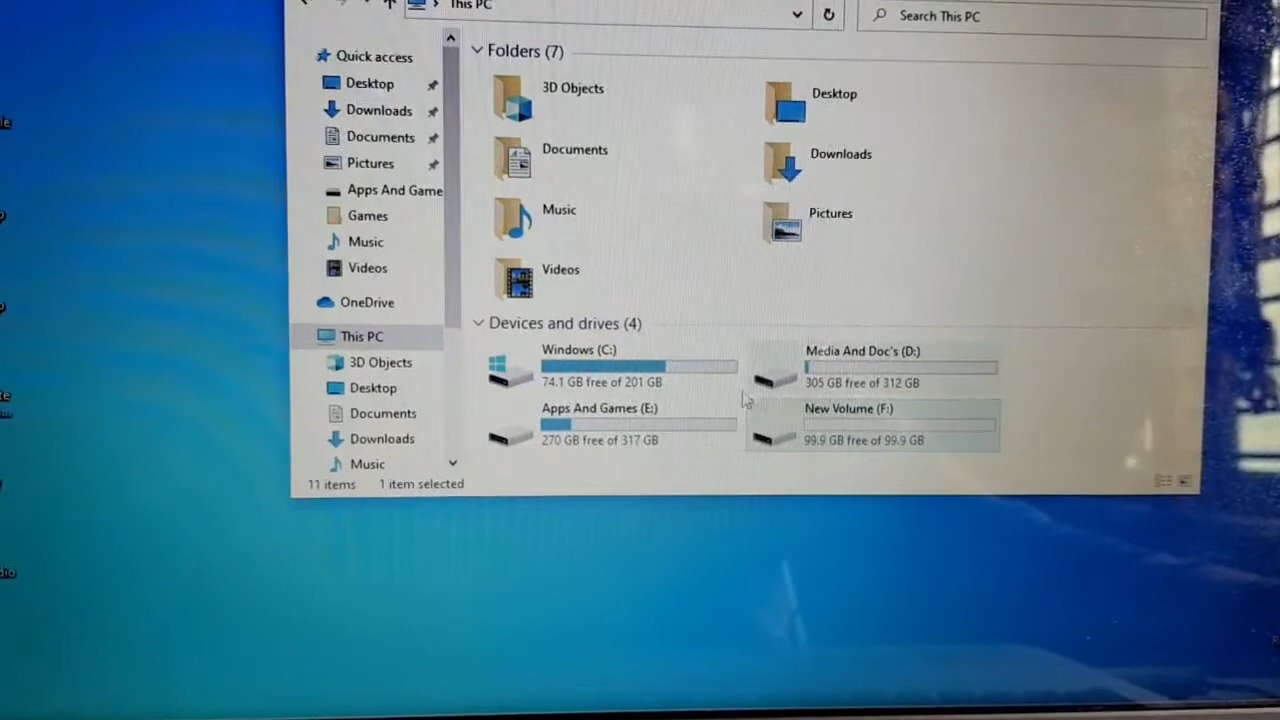 This PC
Search This PC
Quick access
Desktop
Downloads
Documents
Pictures
Apps And Game
Games
Music
Videos
OneDrive
This PC
3D Objects
Desktop
Documents
Downloads
Music
Folders (7)
3D Objects
Desktop
Documents
Downloads
Music
Pictures
Videos
Devices and drives (4)
Windows (C:)
74.1 GB free of 201 GB
Media And Doc's (D:)
305 GB free of 312 GB
Apps And Games (E:)
270 GB free of 317 GB
New Volume (F:)
99.9 GB free of 99.9 GB
11 items
1 item selected